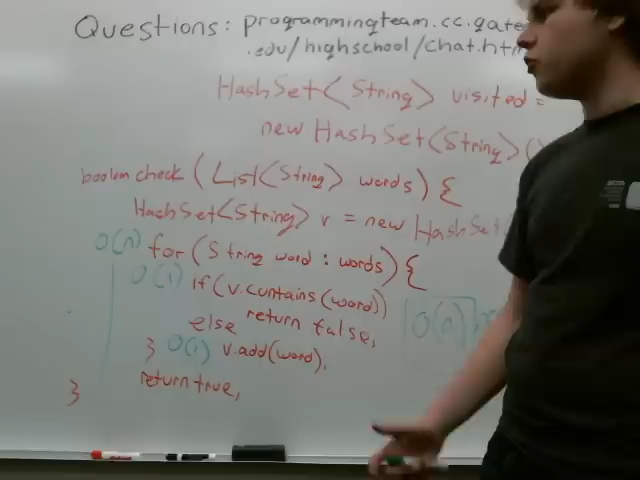 Questions: programmingteam.cc.gate
.edu/highschool/chat.htm
HashSet<String> visited =
new HashSet<String>()
boolean check (List<String> words) {
HashSet<String> v = new HashSet
O(n) for (String word : words) {
O(1) if (v.contains(word))
return false;
else
} O(1) v.add(word);
O(n)
return true;
}